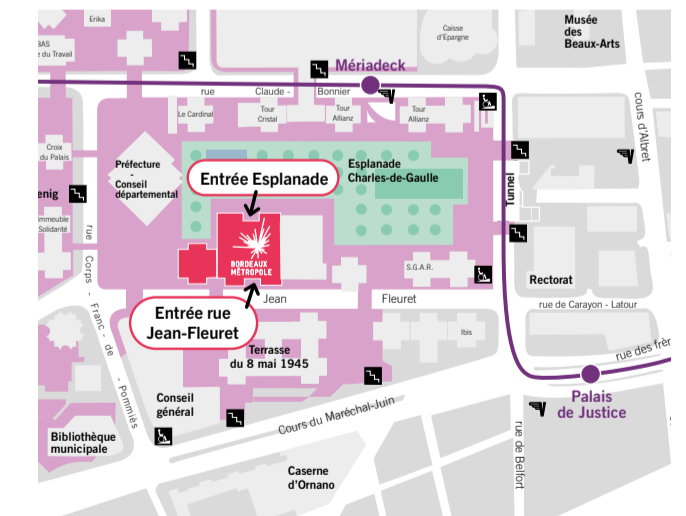 Erika
BAS
e du Travail
Caisse
d'Epargne
Musée
des
Beaux-Arts
Mériadeck
rue Claude - Bonnier
Le Cardinal
Tour
Cristal
Tour
Allianz
Tour
Allianz
cours d'Albret
Croix
du Palais
Préfecture
-
Conseil
départemental
Entrée Esplanade
Esplanade
Charles-de-Gaulle
Tunnel
enig
mmeuble
Solidarité
BORDEAUX
MÉTROPOLE
S.G.A.R.
Rectorat
rue Corps - Franc - de - Pommiès
Jean Fleuret
Entrée rue
Jean-Fleuret
rue de Carayon - Latour
Ibis
Terrasse
du 8 mai 1945
rue des frèr
Palais
de Justice
Conseil
général
Cours du Maréchal-Juin
rue de Belfort
Bibliothèque
municipale
Caserne
d'Ornano